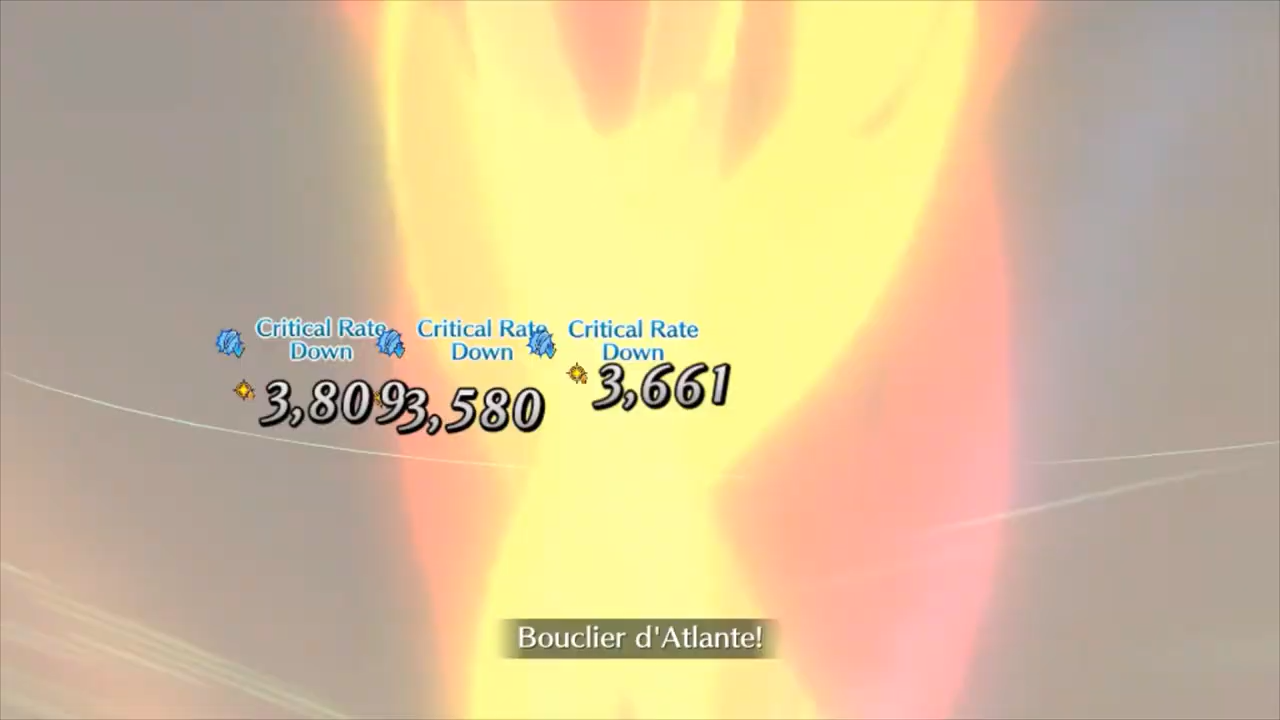 Critical Rate
Down
Critical Rate
Down
Critical Rate
Down
3,809
3,580
3,661
Bouclier d'Atlante!